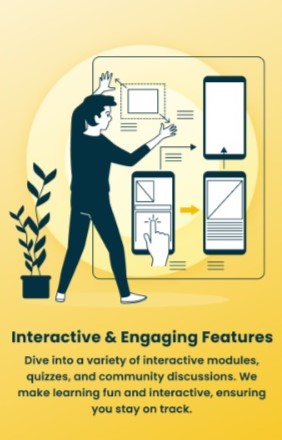 Interactive & Engaging Features
Dive into a variety of interactive modules,
quizzes, and community discussions. We
make learning fun and interactive, ensuring
you stay on track.